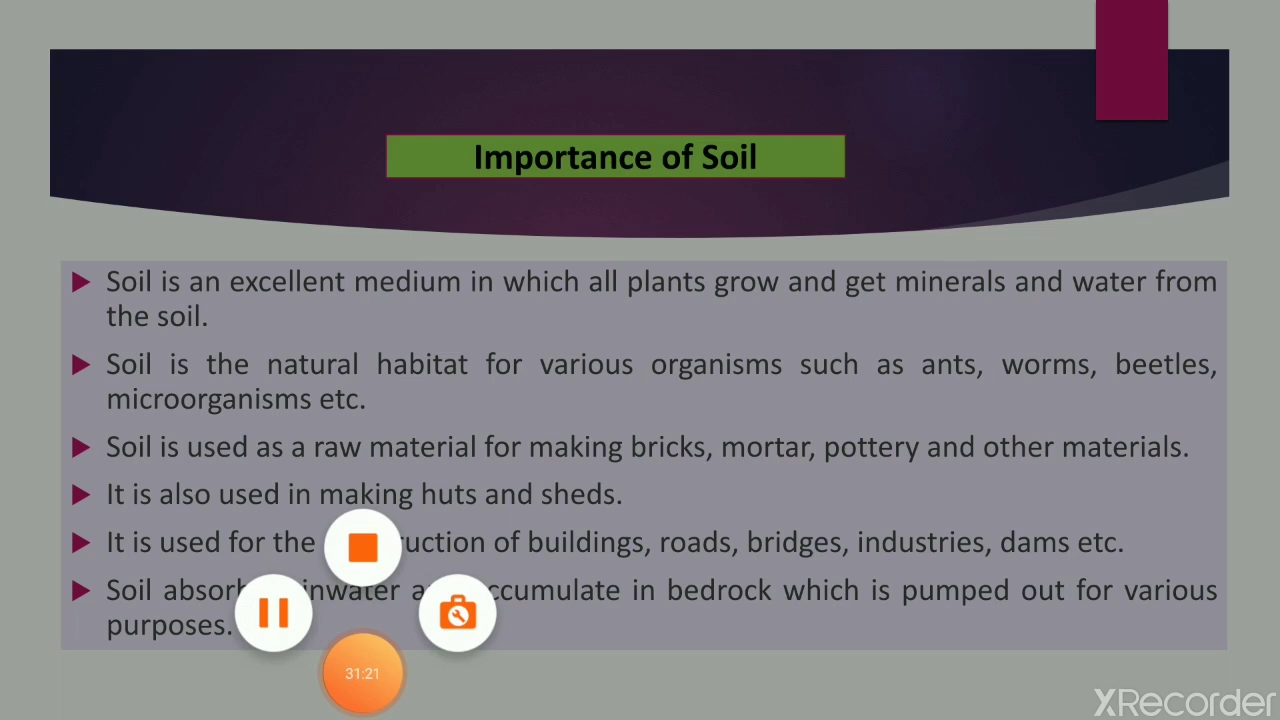 Importance of Soil
Soil is an excellent medium in which all plants grow and get minerals and water from
the soil.
Soil is the natural habitat for various organisms such as ants, worms, beetles,
microorganisms etc.
Soil is used as a raw material for making bricks, mortar, pottery and other materials.
It is also used in making huts and sheds.
It is used for the of buildings, roads, bridges, industries, dams etc.
Soil in bedrock which is pumped out for various
purposes.
31:21
XRecorder